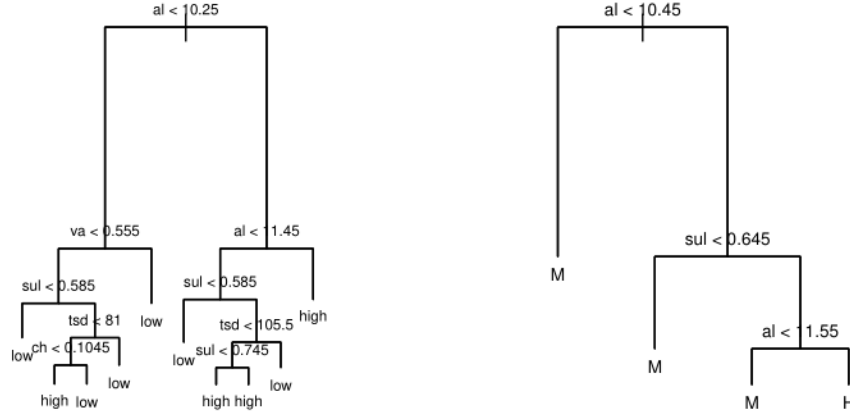 al < 10.25
va < 0.555
al < 11.45
sul < 0.585
sul < 0.585
low
high
tsd < 81
tsd < 105.5
low
ch < 0.1045
low
sul < 0.745
low
low
high low
high high
al < 10.45
sul < 0.645
M
al < 11.55
M
M
H